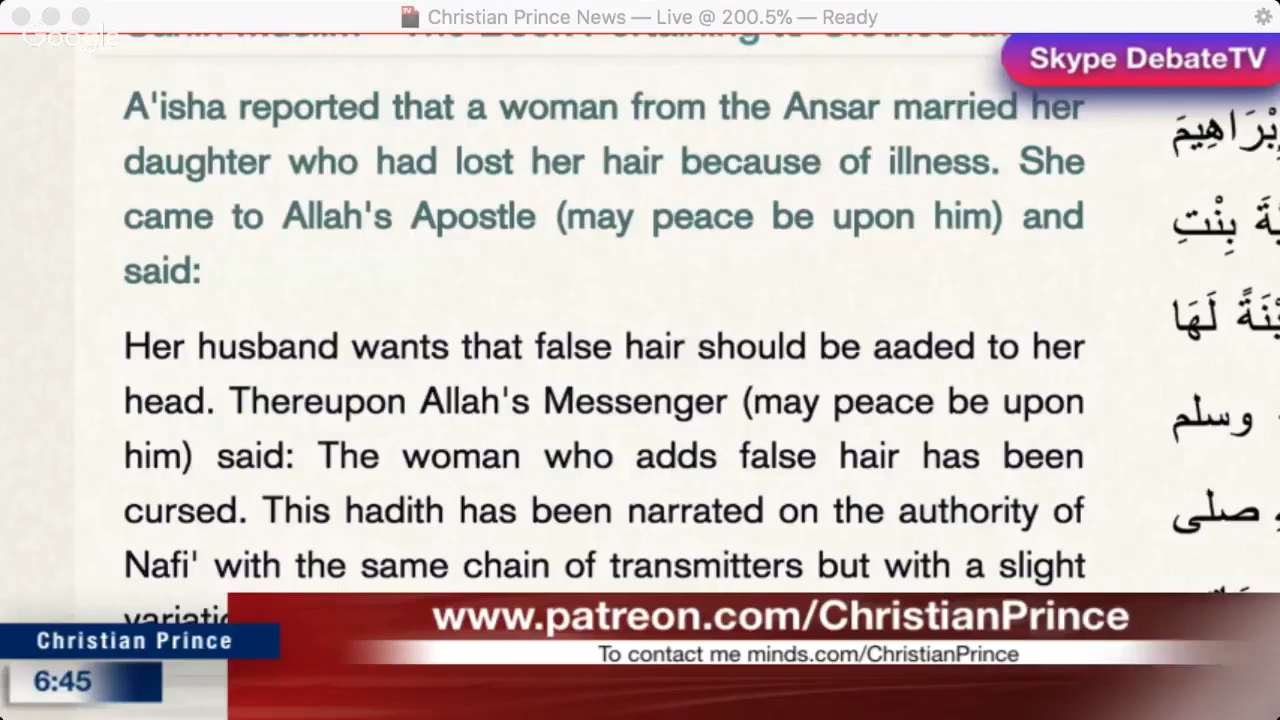 Christian Prince News — Live @ 200.5% — Ready
Google
Skype DebateTV
A'isha reported that a woman from the Ansar married her
daughter who had lost her hair because of illness. She
came to Allah's Apostle (may peace be upon him) and
said:
Her husband wants that false hair should be aaded to her
head. Thereupon Allah's Messenger (may peace be upon
him) said: The woman who adds false hair has been
cursed. This hadith has been narrated on the authority of
Nafi' with the same chain of transmitters but with a slight
إِبْرَاهِيمَ
بِنْتِ
لَهَا
وسلم
صلى
www.patreon.com/ChristianPrince
To contact me minds.com/ChristianPrince
Christian Prince
6:45